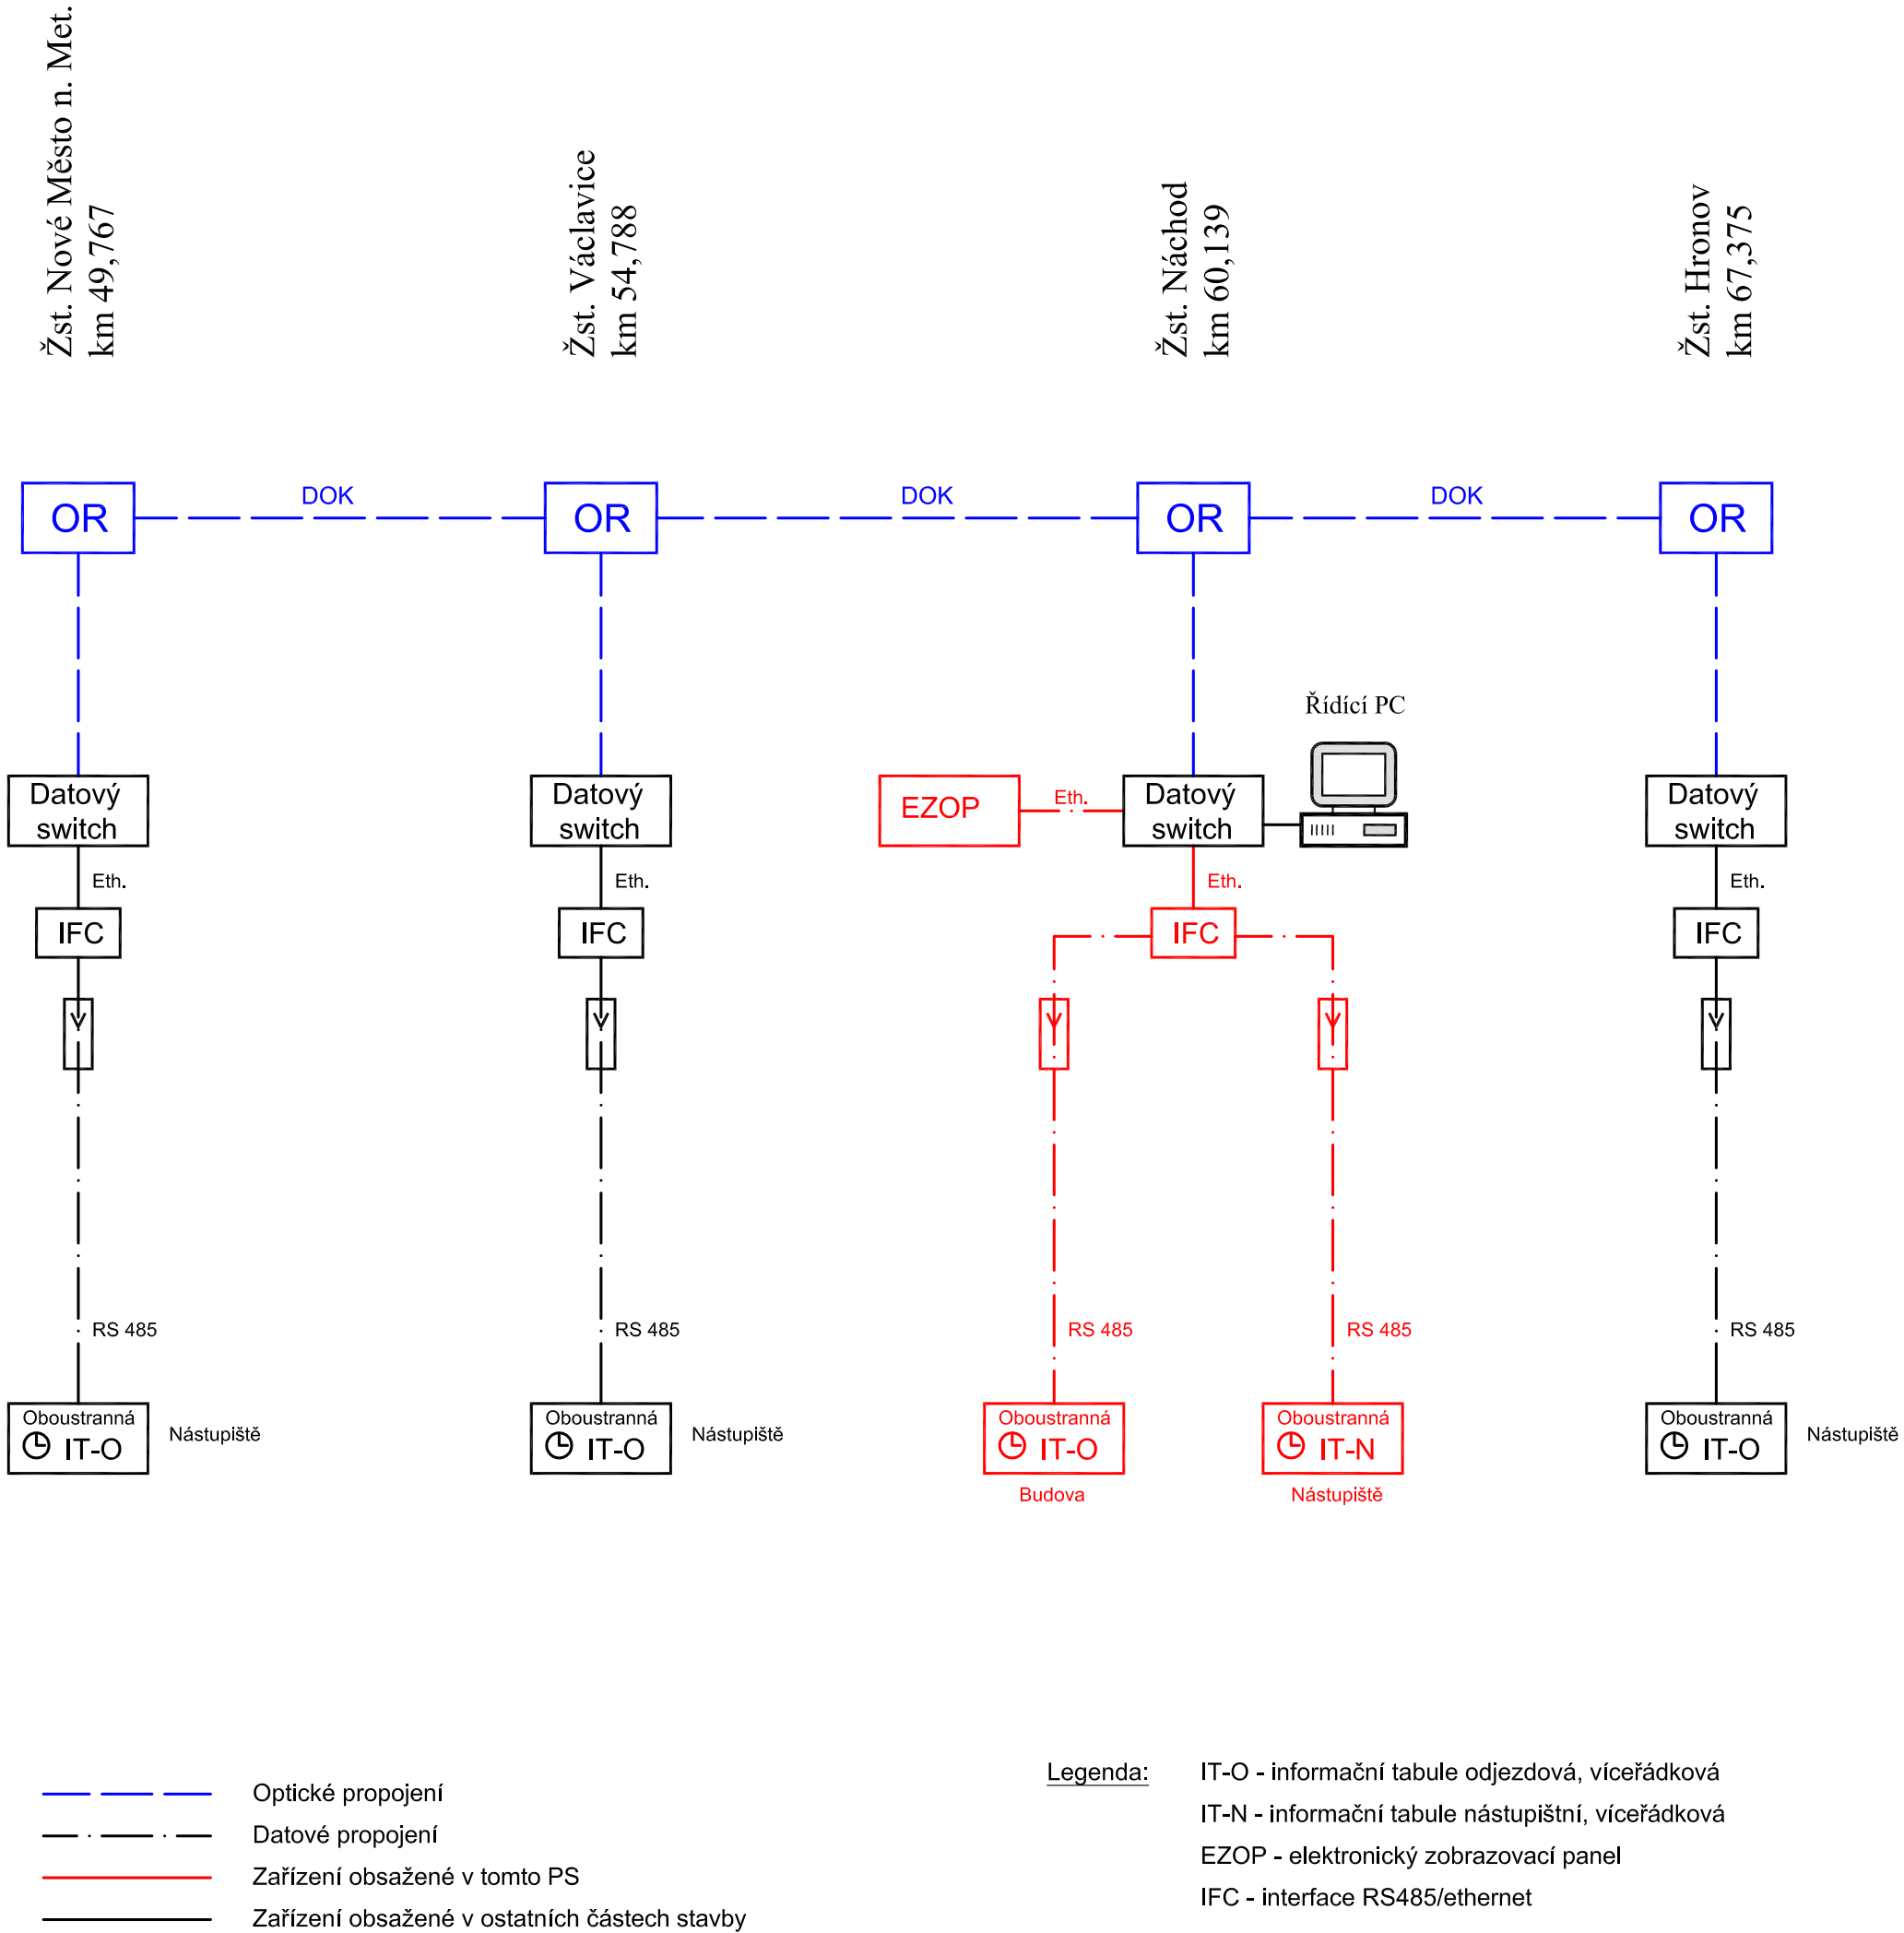 Žst. Nové Město n. Met.
km 49,767
Žst. Václavice
km 54,788
Žst. Náchod
km 60,139
Žst. Hronov
km 67,375
OR
DOK
OR
DOK
OR
DOK
OR
Řídící PC
Datový
switch
Datový
switch
EZOP
Eth.
Datový
switch
Datový
switch
Eth.
Eth.
Eth.
Eth.
IFC
IFC
IFC
IFC
RS 485
RS 485
RS 485
RS 485
RS 485
Oboustranná
IT-O
Nástupiště
Oboustranná
IT-O
Nástupiště
Oboustranná
IT-O
Budova
Oboustranná
IT-N
Nástupiště
Oboustranná
IT-O
Nástupiště
Optické propojení
Datové propojení
Zařízení obsažené v tomto PS
Zařízení obsažené v ostatních částech stavby
Legenda:
IT-O - informační tabule odjezdová, víceřádková
IT-N - informační tabule nástupištní, víceřádková
EZOP - elektronický zobrazovací panel
IFC - interface RS485/ethernet